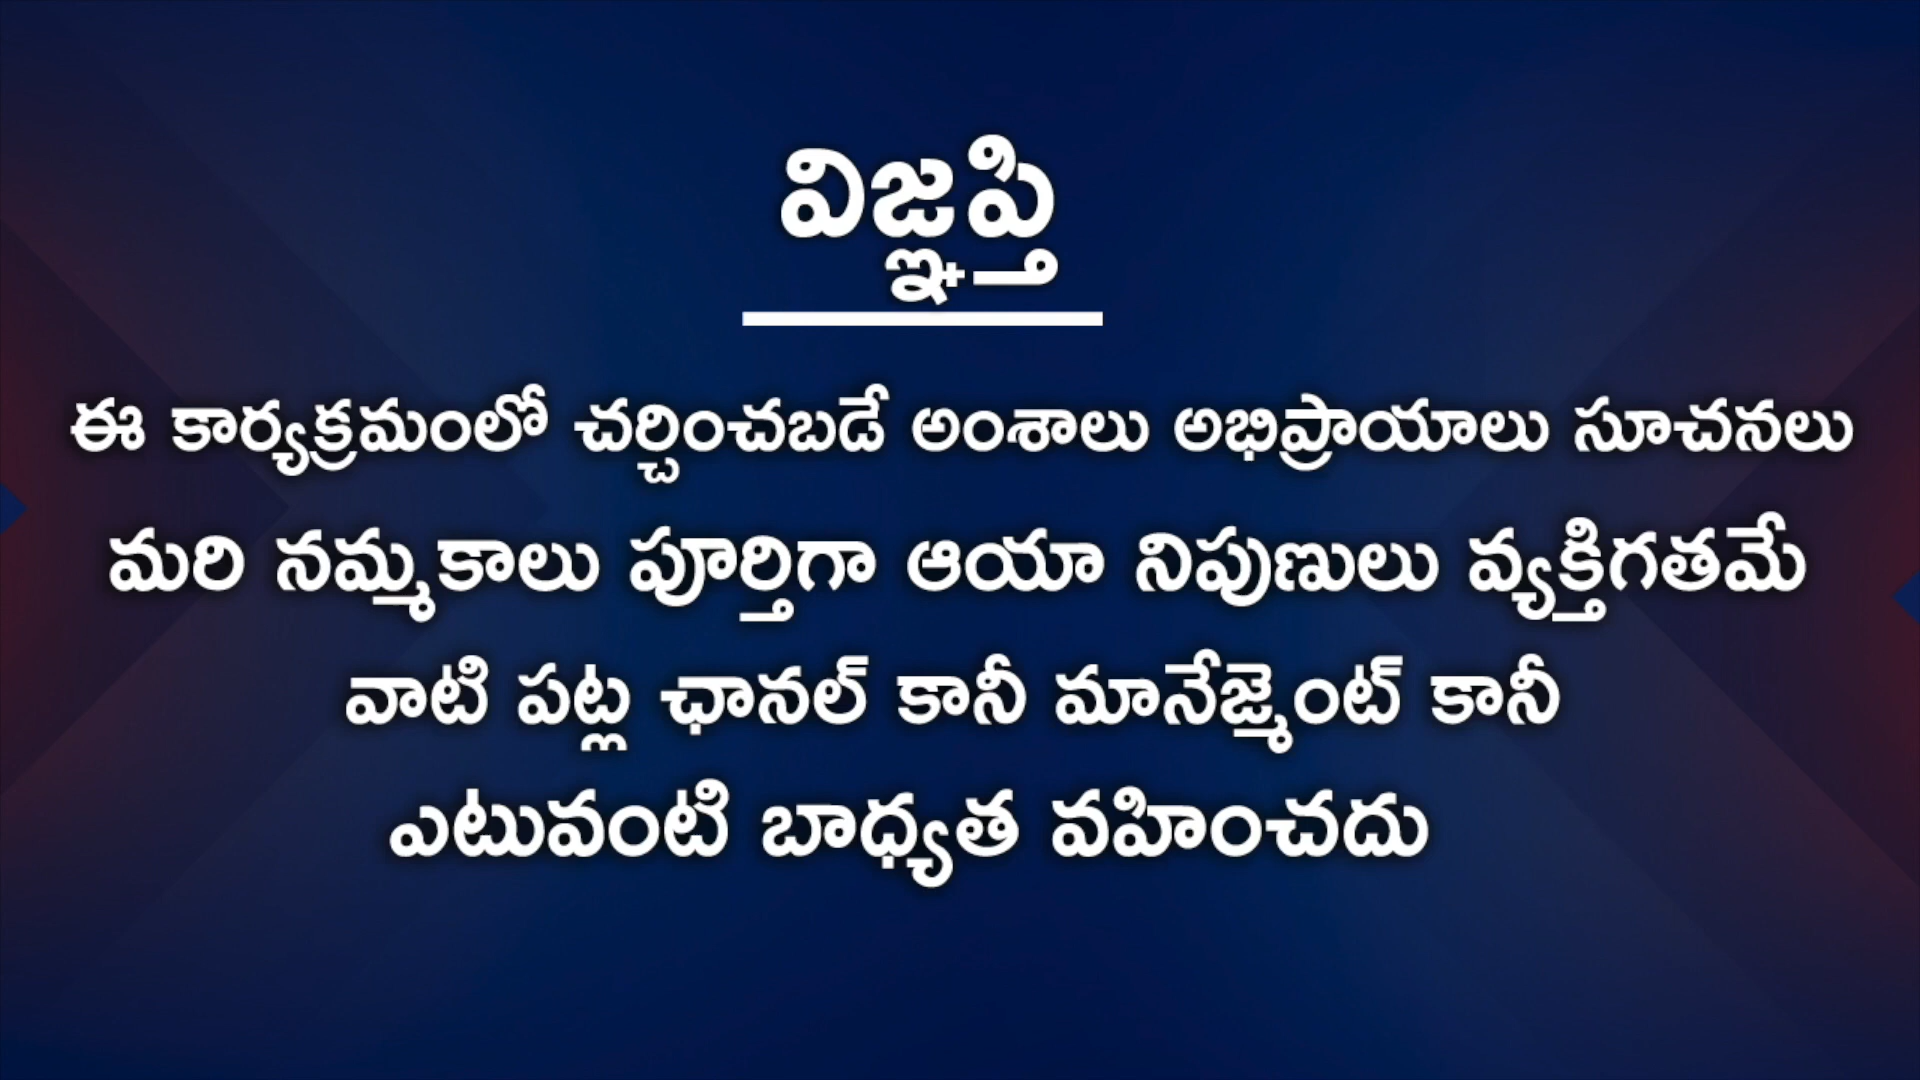 విజ్ఞప్తి
ఈ కార్యక్రమంలో చర్చించబడే అంశాలు అభిప్రాయాలు సూచనలు
మరి నమ్మకాలు పూర్తిగా ఆయా నిపుణులు వ్యక్తిగతమే
వాటి పట్ల ఛానల్ కానీ మానేజ్మెంట్ కానీ
ఎటువంటి బాధ్యత వహించదు